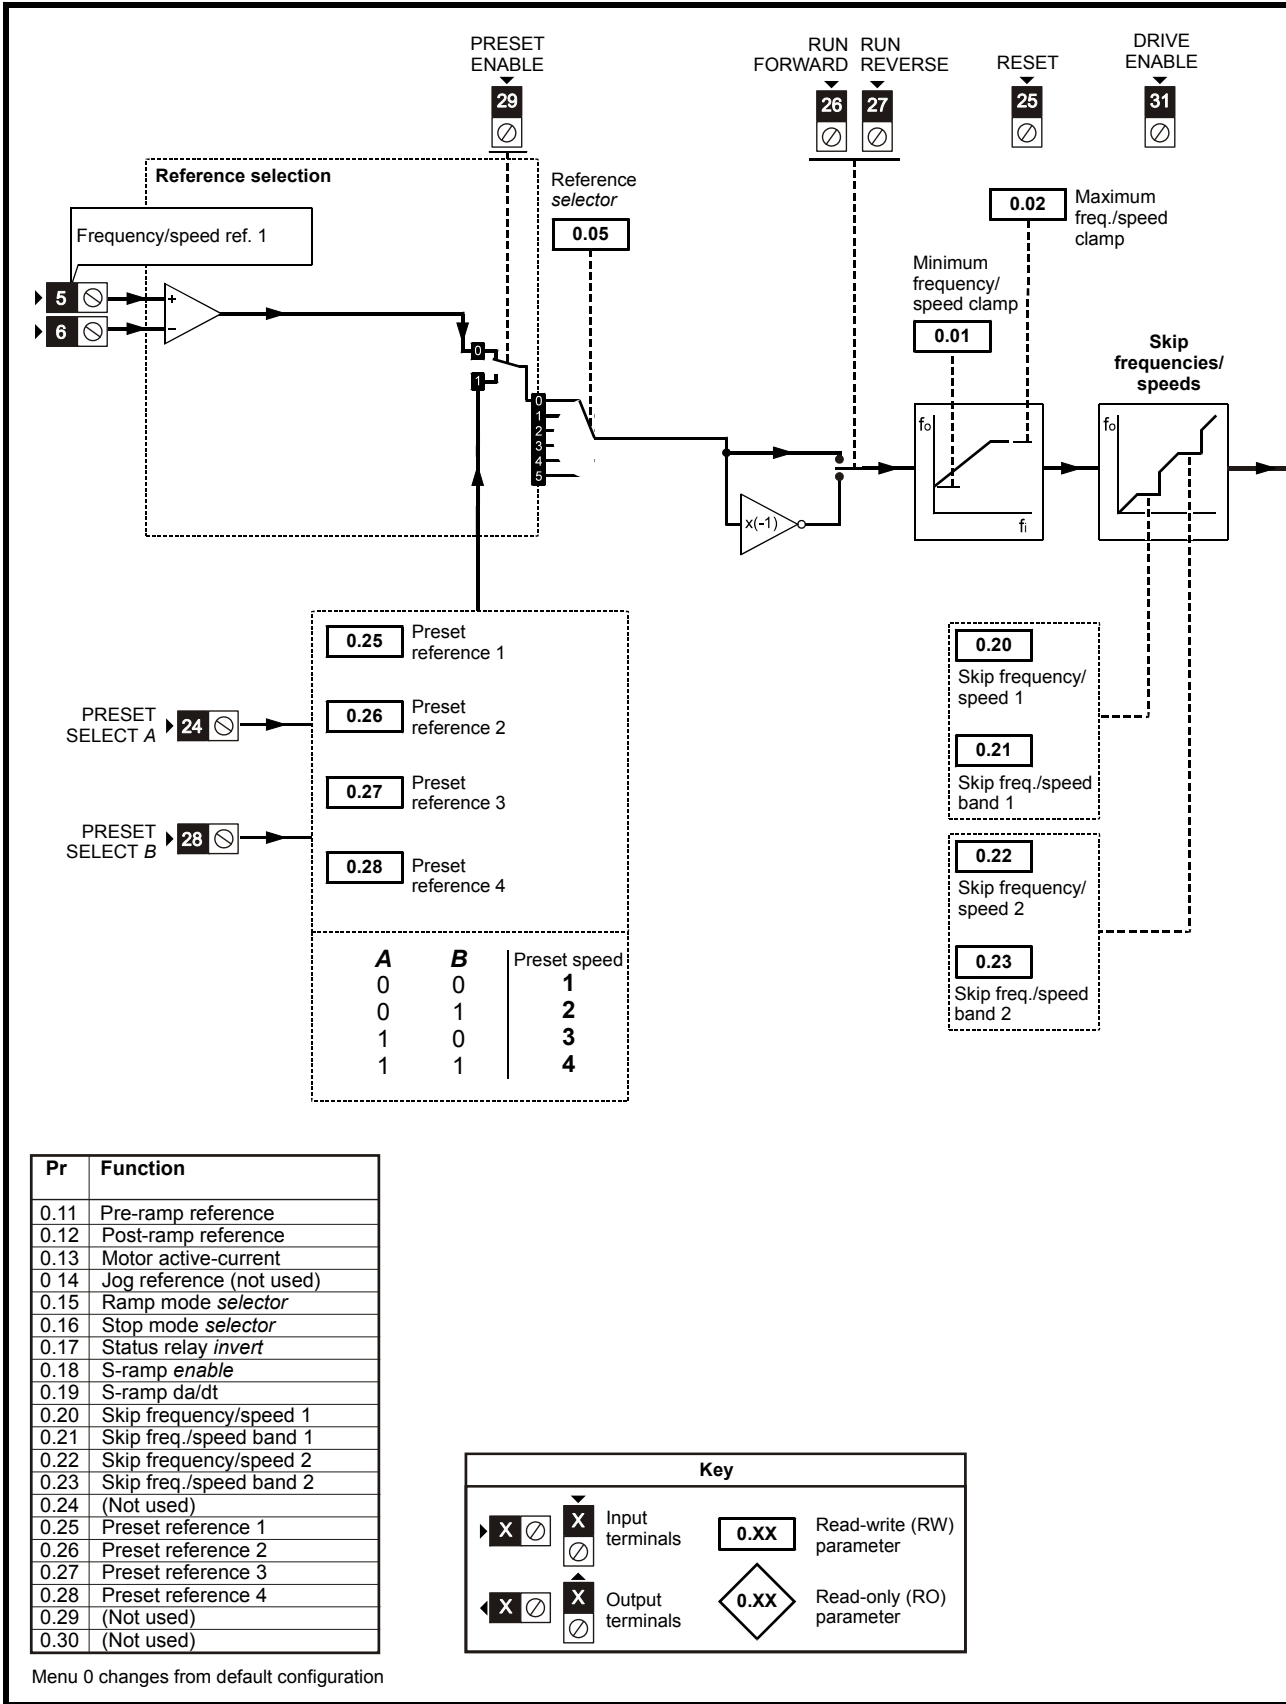 PRESET
ENABLE
29
RUN
FORWARD
26
RUN
REVERSE
27
RESET
25
DRIVE
ENABLE
31
Reference selection
Frequency/speed ref. 1
5
6
+
−
0
1
Reference
selector
0.05
0
1
2
3
4
5
x(-1)
0.02
Maximum
freq./speed
clamp
Minimum
frequency/
speed clamp
0.01
fo
fi
Skip
frequencies/
speeds
fo
0.25
Preset
reference 1
0.26
Preset
reference 2
0.27
Preset
reference 3
0.28
Preset
reference 4
PRESET
SELECT A
24
PRESET
SELECT B
28
A B Preset speed
0 0 1
0 1 2
1 0 3
1 1 4
0.20
Skip frequency/
speed 1
0.21
Skip freq./speed
band 1
0.22
Skip frequency/
speed 2
0.23
Skip freq./speed
band 2
Pr Function
0.11 Pre-ramp reference
0.12 Post-ramp reference
0.13 Motor active-current
0 14 Jog reference (not used)
0.15 Ramp mode selector
0.16 Stop mode selector
0.17 Status relay invert
0.18 S-ramp enable
0.19 S-ramp da/dt
0.20 Skip frequency/speed 1
0.21 Skip freq./speed band 1
0.22 Skip frequency/speed 2
0.23 Skip freq./speed band 2
0.24 (Not used)
0.25 Preset reference 1
0.26 Preset reference 2
0.27 Preset reference 3
0.28 Preset reference 4
0.29 (Not used)
0.30 (Not used)
Menu 0 changes from default configuration
Key
X
X
Input
terminals
0.XX
Read-write (RW)
parameter
X
X
Output
terminals
0.XX
Read-only (RO)
parameter